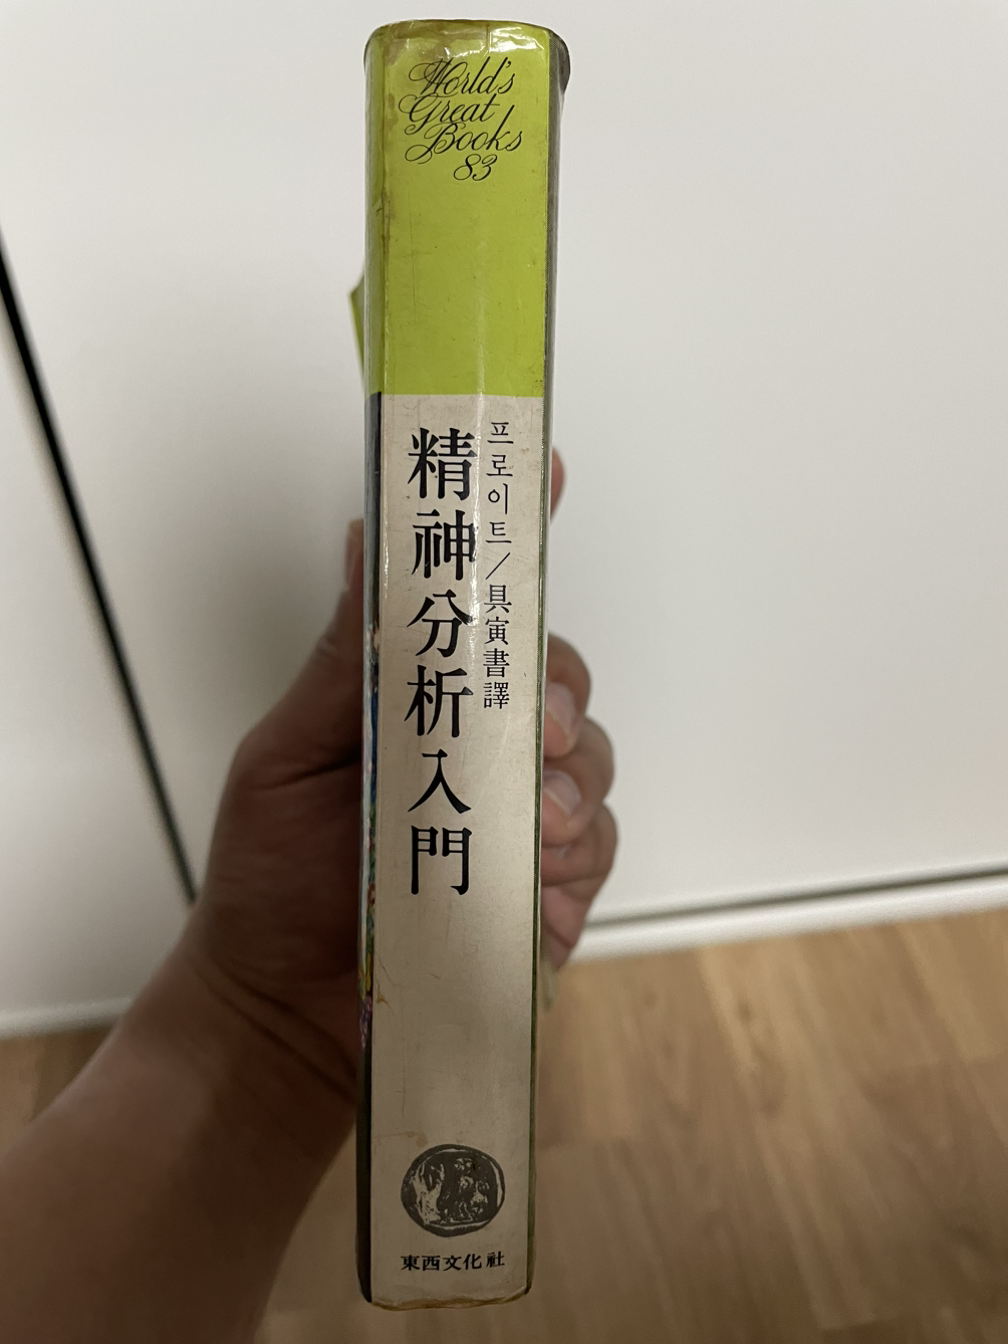 World's
Great
Books
83
精神分析入門
프로이트/具寅書譯
東西文化社